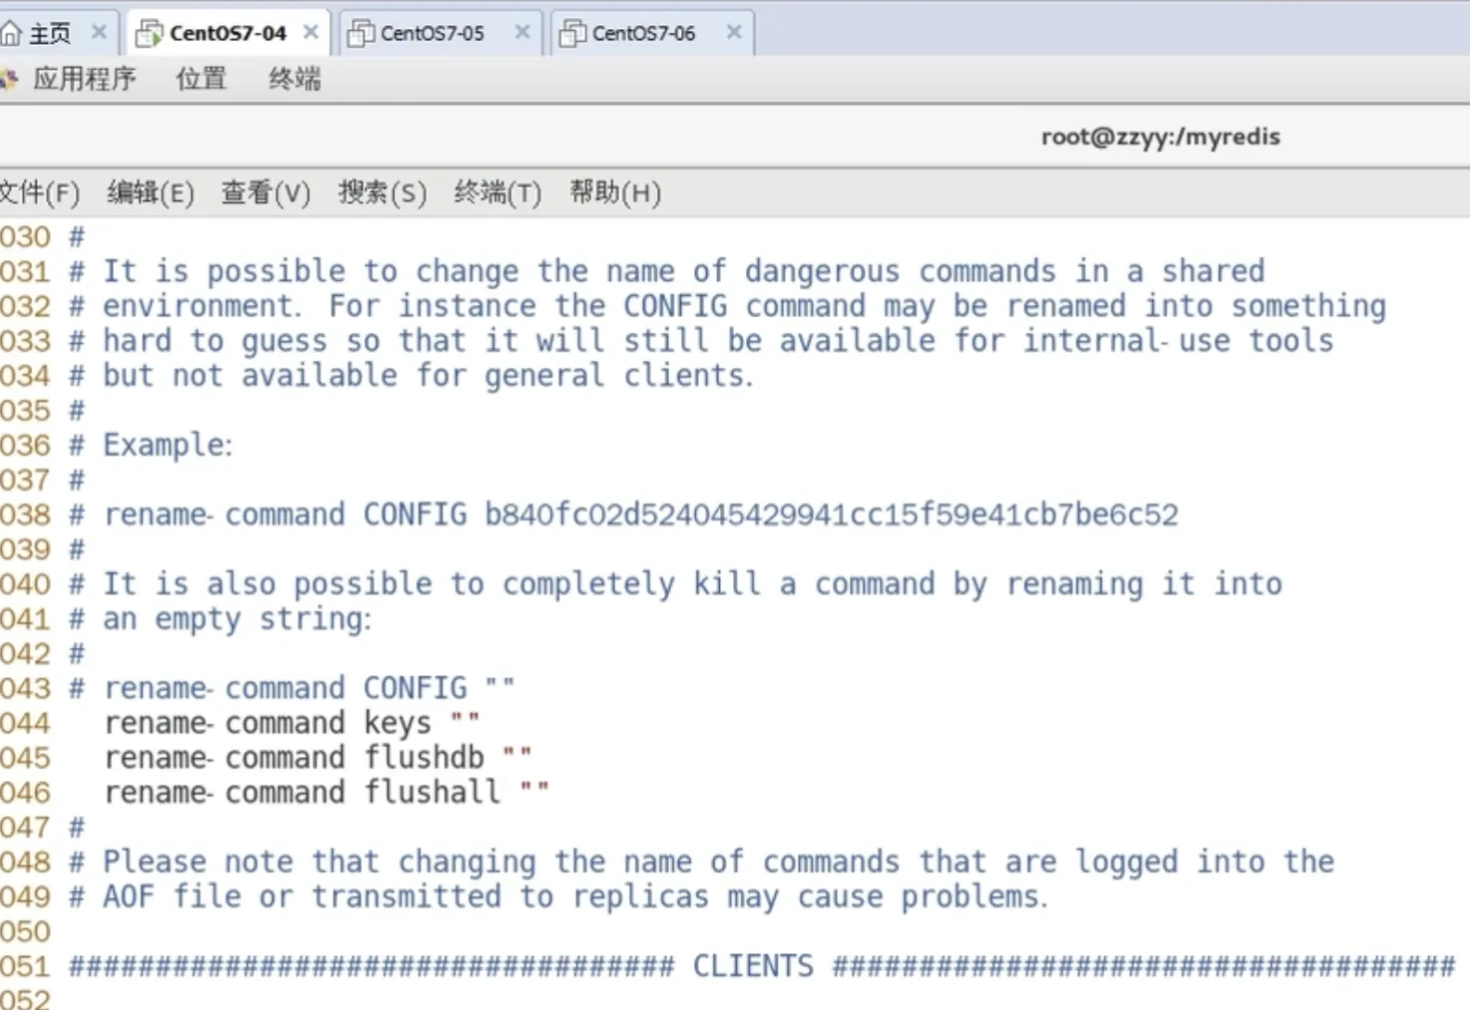 主页 CentOS7-04 CentOS7-05 CentOS7-06
应用程序 位置 终端
root@zzyy:/myredis
文件(F) 编辑(E) 查看(V) 搜索(S) 终端(T) 帮助(H)
030 #
031 # It is possible to change the name of dangerous commands in a shared
032 # environment. For instance the CONFIG command may be renamed into something
033 # hard to guess so that it will still be available for internal-use tools
034 # but not available for general clients.
035 #
036 # Example:
037 #
038 # rename-command CONFIG b840fc02d524045429941cc15f59e41cb7be6c52
039 #
040 # It is also possible to completely kill a command by renaming it into
041 # an empty string:
042 #
043 # rename-command CONFIG ""
044 rename-command keys ""
045 rename-command flushdb ""
046 rename-command flushall ""
047 #
048 # Please note that changing the name of commands that are logged into the
049 # AOF file or transmitted to replicas may cause problems.
050
051 ################################### CLIENTS ####################################
052